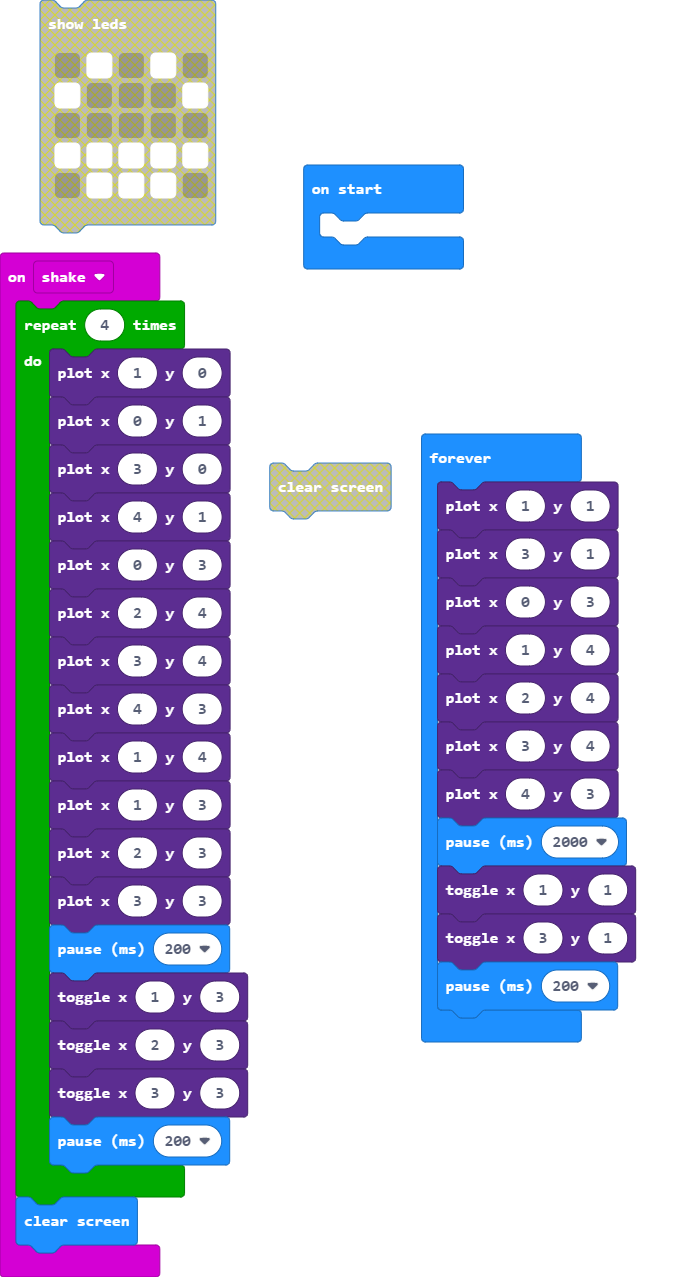 show leds
on start
on shake
repeat 4 times
do
plot x 1 y 0
plot x 0 y 1
plot x 3 y 0
plot x 4 y 1
plot x 0 y 3
plot x 2 y 4
plot x 3 y 4
plot x 4 y 3
plot x 1 y 4
plot x 1 y 3
plot x 2 y 3
plot x 3 y 3
pause (ms) 200
toggle x 1 y 3
toggle x 2 y 3
toggle x 3 y 3
pause (ms) 200
clear screen
clear screen
forever
plot x 1 y 1
plot x 3 y 1
plot x 0 y 3
plot x 1 y 4
plot x 2 y 4
plot x 3 y 4
plot x 4 y 3
pause (ms) 2000
toggle x 1 y 1
toggle x 3 y 1
pause (ms) 200